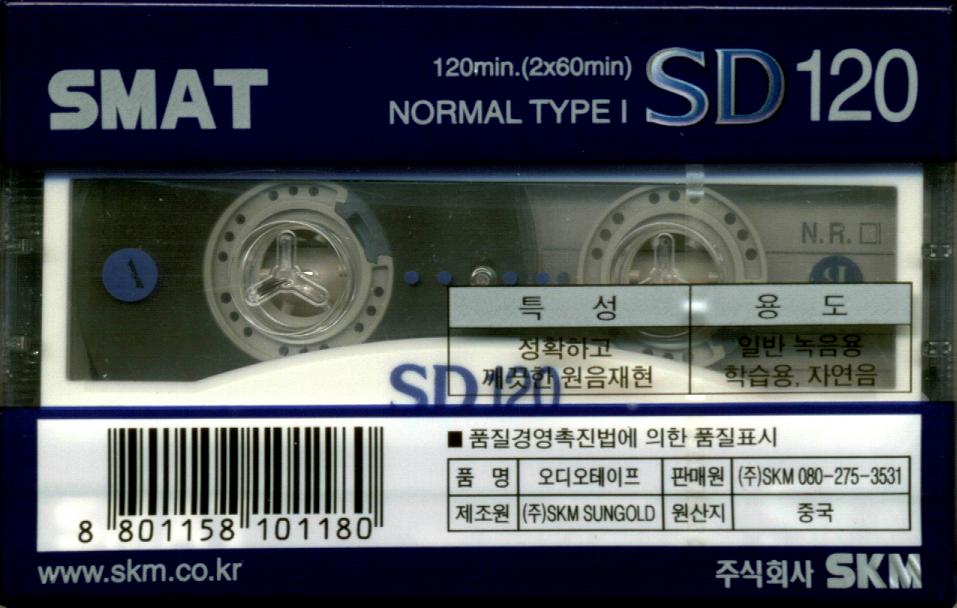 SMAT
120min.(2x60min)
NORMAL TYPE I SD 120
N.R. □
특 성 용 도
정확하고 일반 녹음용
깨끗한 원음재현 학습용, 자연음
SD 120
■ 품질경영촉진법에 의한 품질표시
품 명 오디오테이프 판매원 (주)SKM 080-275-3531
제조원 (주)SKM SUNGOLD 원산지 중국
8 801158 101180
www.skm.co.kr
주식회사 SKM